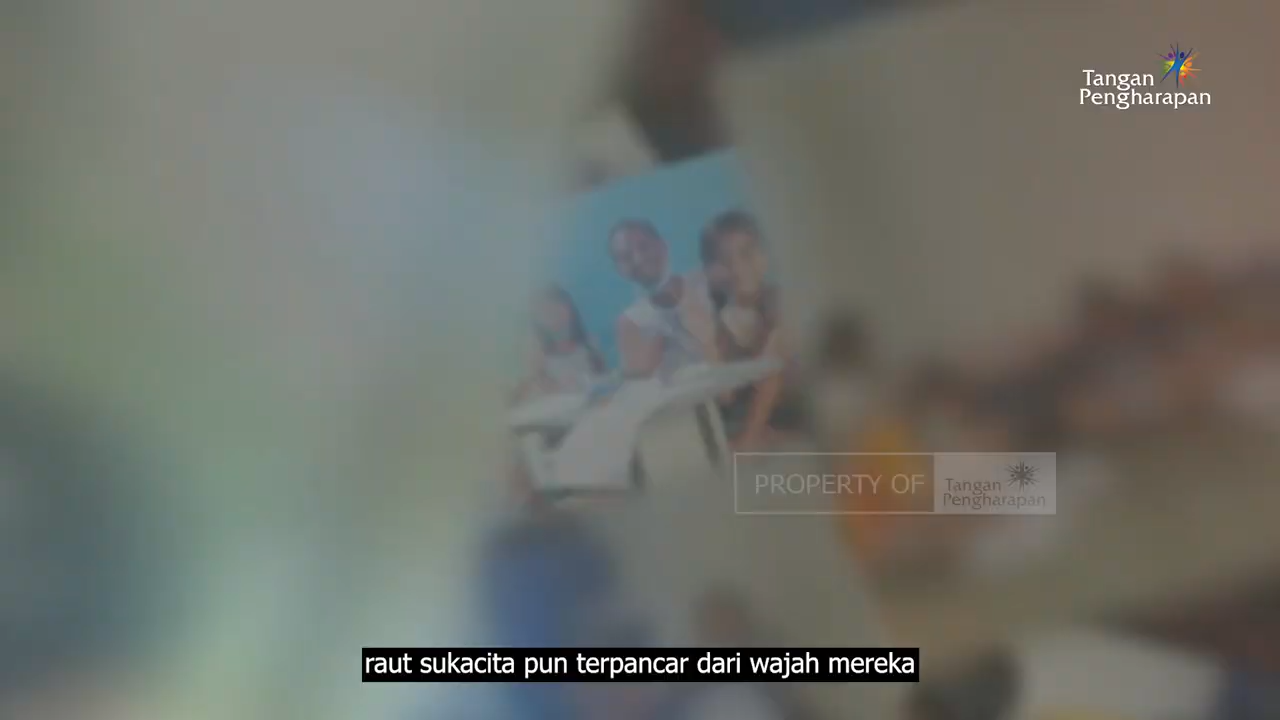 Tangan
Pengharapan
PROPERTY OF
Tangan
Pengharapan
raut sukacita pun terpancar dari wajah mereka